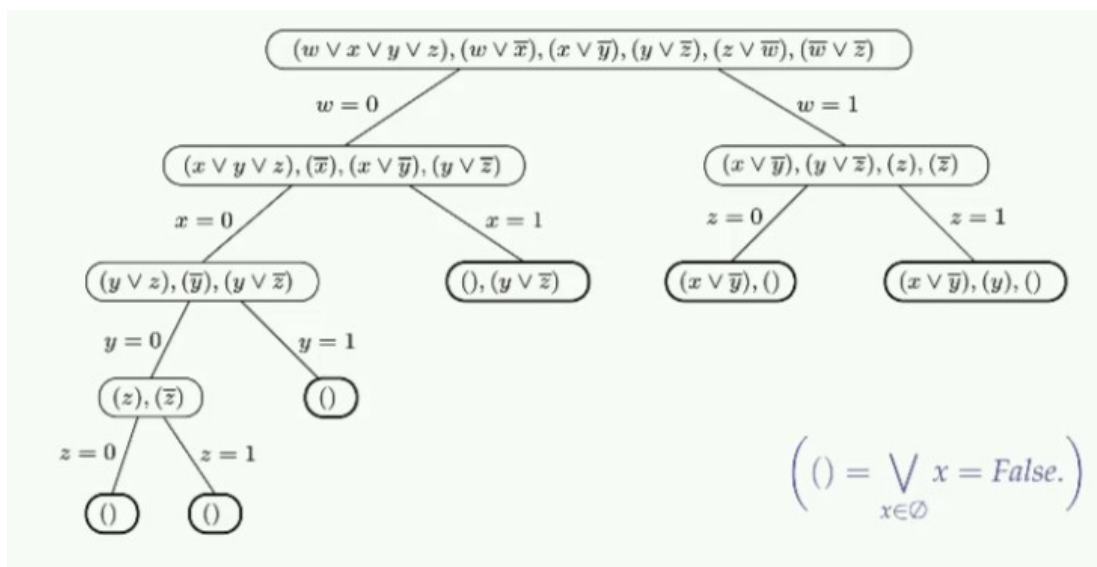 (w ∨ x ∨ y ∨ z), (w ∨ x̅), (x ∨ y̅), (y ∨ z̅), (z ∨ w̅), (w̅ ∨ z̅)
w = 0
w = 1
(x ∨ y ∨ z), (x̅), (x ∨ y̅), (y ∨ z̅)
(x ∨ y̅), (y ∨ z̅), (z), (z̅)
x = 0
x = 1
z = 0
z = 1
(y ∨ z), (y̅), (y ∨ z̅)
(), (y ∨ z̅)
(x ∨ y̅), ()
(x ∨ y̅), (y), ()
y = 0
y = 1
(z), (z̅)
()
z = 0
z = 1
(() = ⋁ x = False.)
x∈∅
()
()